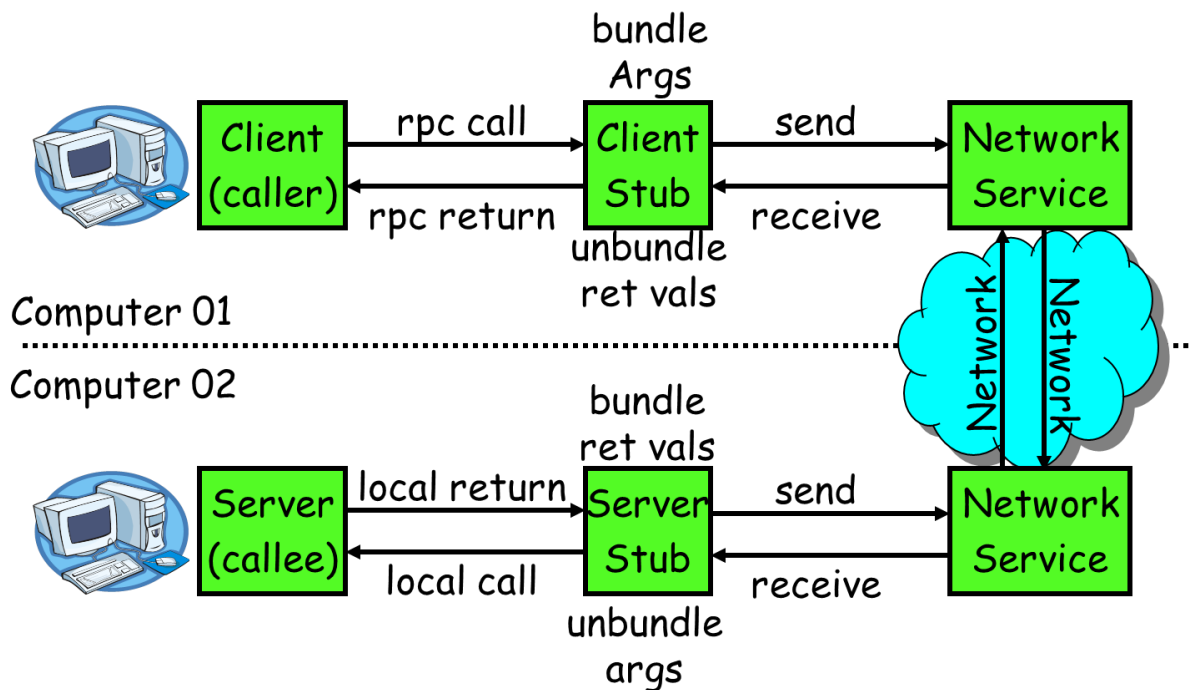 bundle
Args
Client
(caller)
rpc call
rpc return
Client
Stub
send
receive
Network
Service
unbundle
ret vals
Computer 01
Network
Network
Computer 02
bundle
ret vals
Server
(callee)
local return
local call
Server
Stub
send
receive
Network
Service
unbundle
args